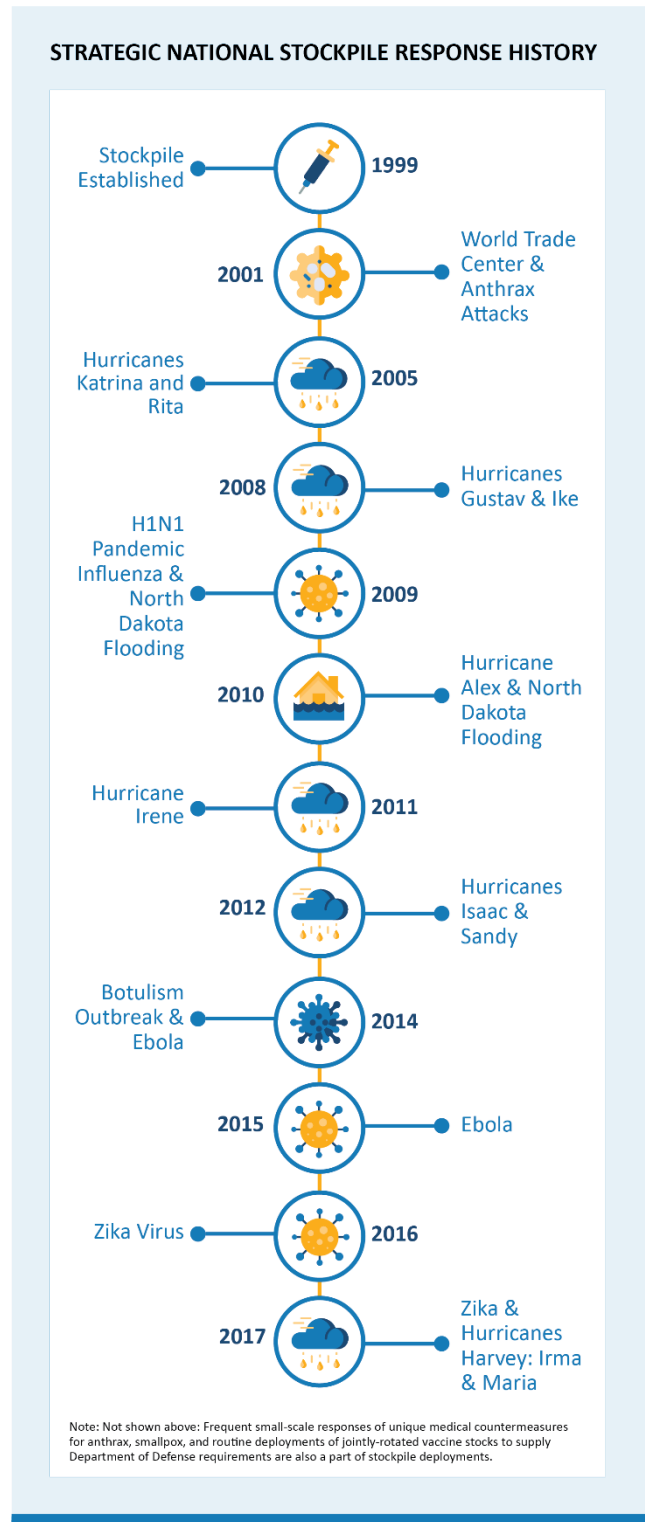 STRATEGIC NATIONAL STOCKPILE RESPONSE HISTORY
Stockpile
Established
1999
2001
World Trade
Center &
Anthrax
Attacks
Hurricanes
Katrina and
Rita
2005
2008
Hurricanes
Gustav & Ike
H1N1
Pandemic
Influenza &
North
Dakota
Flooding
2009
2010
Hurricane
Alex & North
Dakota
Flooding
Hurricane
Irene
2011
2012
Hurricanes
Isaac &
Sandy
Botulism
Outbreak &
Ebola
2014
2015
Ebola
Zika Virus
2016
2017
Zika &
Hurricanes
Harvey: Irma
& Maria
Note: Not shown above: Frequent small-scale responses of unique medical countermeasures
for anthrax, smallpox, and routine deployments of jointly-rotated vaccine stocks to supply
Department of Defense requirements are also a part of stockpile deployments.